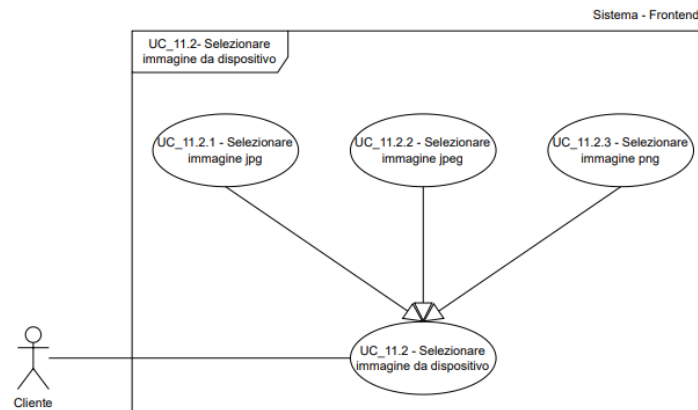 Sistema - Frontend
UC_11.2- Selezionare
immagine da dispositivo
UC_11.2.1 - Selezionare
immagine jpg
UC_11.2.2 - Selezionare
immagine jpeg
UC_11.2.3 - Selezionare
immagine png
UC_11.2 - Selezionare
immagine da dispositivo
Cliente